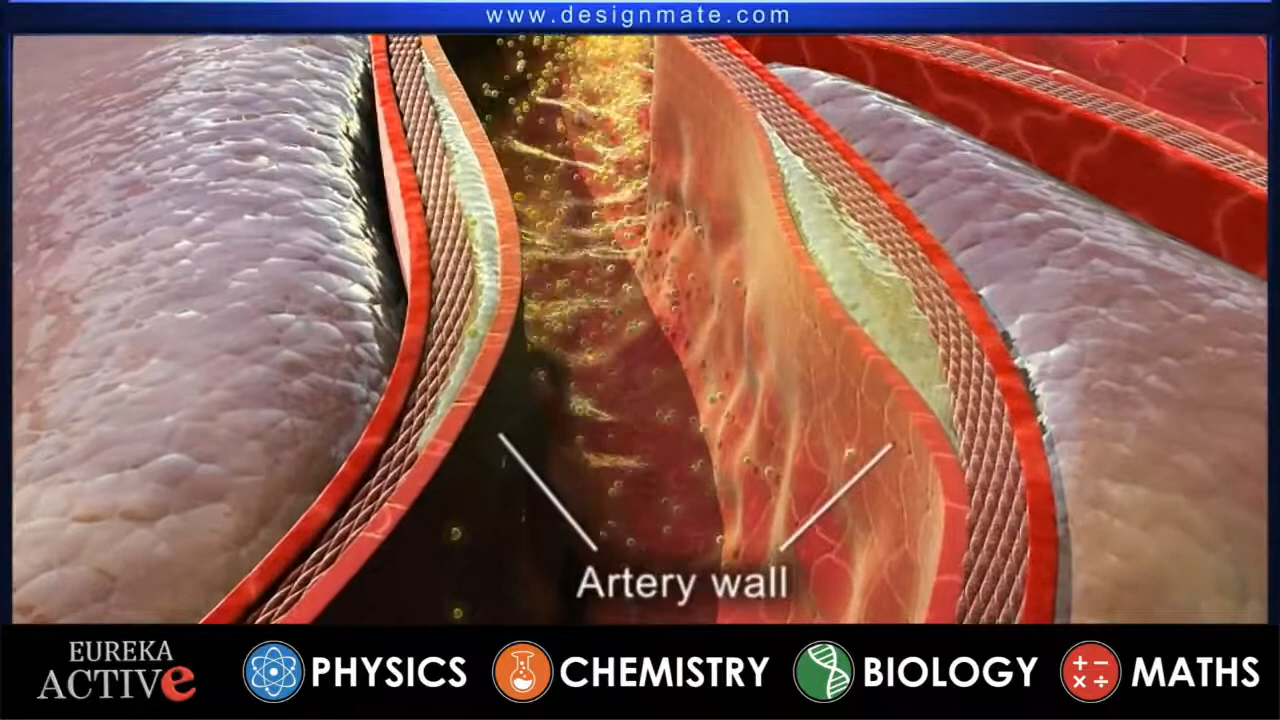 www.designmate.com
Artery wall
EUREKA
ACTIVe
PHYSICS
CHEMISTRY
BIOLOGY
MATHS